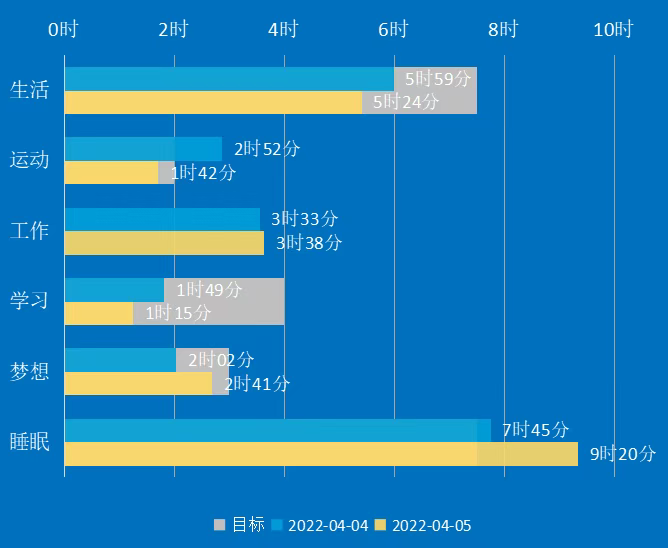 0时 2时 4时 6时 8时 10时
生活 5时59分
5时24分
运动 2时52分
1时42分
工作 3时33分
3时38分
学习 1时49分
1时15分
梦想 2时02分
2时41分
睡眠 7时45分
9时20分
目标 2022-04-04 2022-04-05